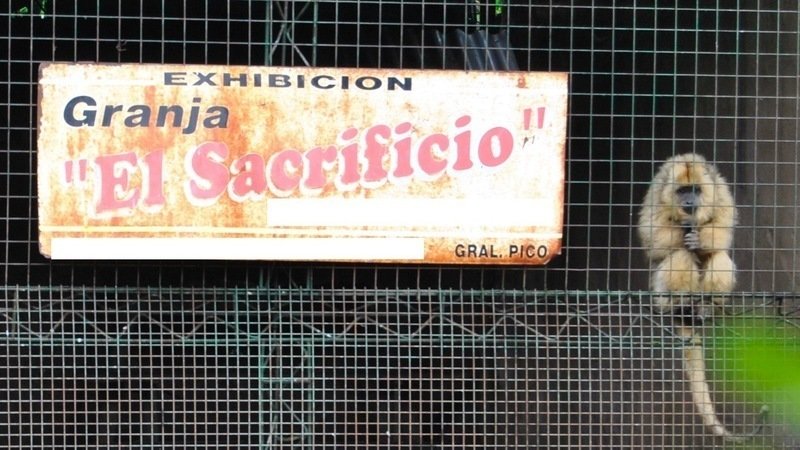 EXHIBICION
Granja
"El Sacrificio"
GRAL. PICO